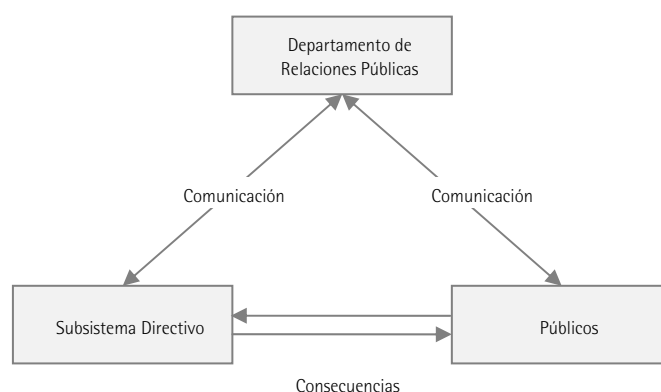 Departamento de
Relaciones Públicas
Comunicación
Comunicación
Subsistema Directivo
Públicos
Consecuencias